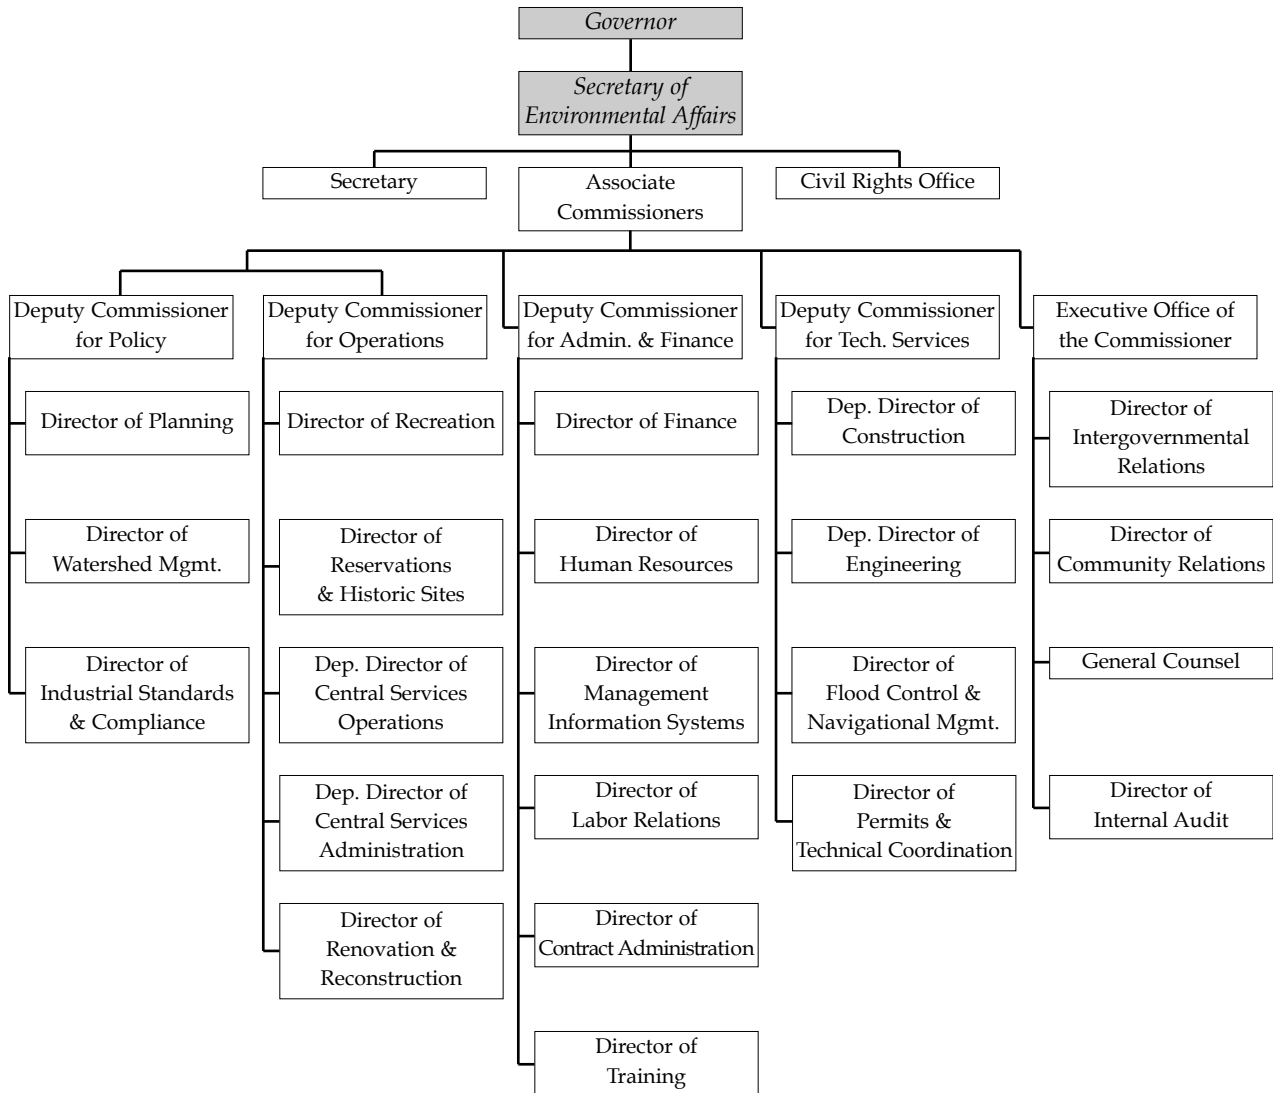 Governor
Secretary of
Environmental Affairs
Secretary
Associate
Commissioners
Civil Rights Office
Deputy Commissioner
for Policy
Deputy Commissioner
for Operations
Deputy Commissioner
for Admin. & Finance
Deputy Commissioner
for Tech. Services
Executive Office of
the Commissioner
Director of Planning
Director of
Watershed Mgmt.
Director of
Industrial Standards
& Compliance
Director of Recreation
Director of
Reservations
& Historic Sites
Dep. Director of
Central Services
Operations
Dep. Director of
Central Services
Administration
Director of
Renovation &
Reconstruction
Director of Finance
Director of
Human Resources
Director of
Management
Information Systems
Director of
Labor Relations
Director of
Contract Administration
Director of
Training
Dep. Director of
Construction
Dep. Director of
Engineering
Director of
Flood Control &
Navigational Mgmt.
Director of
Permits &
Technical Coordination
Director of
Intergovernmental
Relations
Director of
Community Relations
General Counsel
Director of
Internal Audit